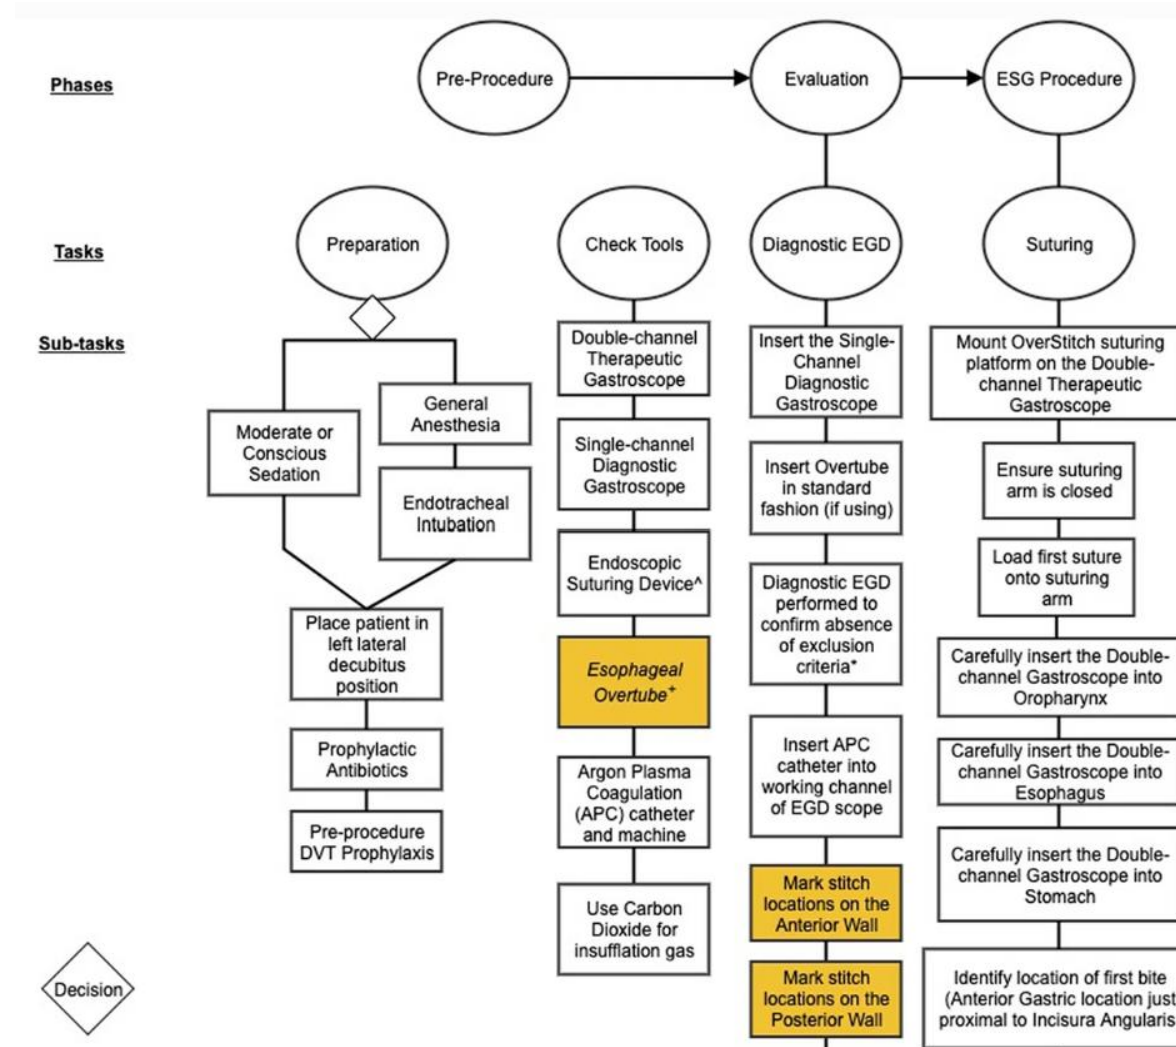 Phases
Pre-Procedure
Evaluation
ESG Procedure
Tasks
Preparation
Check Tools
Diagnostic EGD
Suturing
Sub-tasks
Moderate or
Conscious
Sedation
General
Anesthesia
Endotracheal
Intubation
Place patient in
left lateral
decubitus
position
Prophylactic
Antibiotics
Pre-procedure
DVT Prophylaxis
Double-channel
Therapeutic
Gastroscope
Single-channel
Diagnostic
Gastroscope
Endoscopic
Suturing Device^
Esophageal
Overtube+
Argon Plasma
Coagulation
(APC) catheter
and machine
Use Carbon
Dioxide for
insufflation gas
Insert the Single-
Channel
Diagnostic
Gastroscope
Insert Overtube
in standard
fashion (if using)
Diagnostic EGD
performed to
confirm absence
of exclusion
criteria*
Insert APC
catheter into
working channel
of EGD scope
Mark stitch
locations on the
Anterior Wall
Mark stitch
locations on the
Posterior Wall
Mount OverStitch suturing
platform on the Double-
channel Therapeutic
Gastroscope
Ensure suturing
arm is closed
Load first suture
onto suturing
arm
Carefully insert the Double-
channel Gastroscope into
Oropharynx
Carefully insert the Double-
channel Gastroscope into
Esophagus
Carefully insert the Double-
channel Gastroscope into
Stomach
Identify location of first bite
(Anterior Gastric location just
proximal to Incisura Angularis
Decision